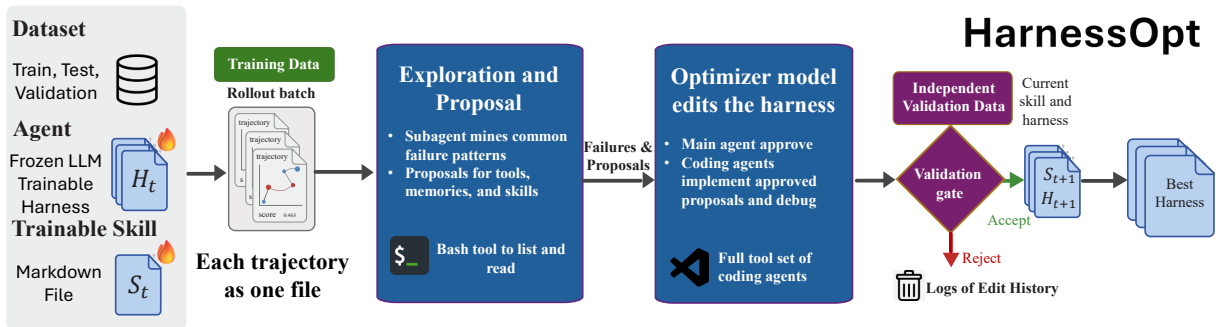 HarnessOpt
Dataset
Train, Test,
Validation
Agent
Frozen LLM
Trainable
Harness
H_t
Trainable Skill
Markdown
File
S_t
Training Data
Rollout batch
trajectory
trajectory
trajectory
s
s
score 0.463
Each trajectory
as one file
Exploration and
Proposal
• Subagent mines common
failure patterns
• Proposals for tools,
memories, and skills
$_
Bash tool to list and
read
Failures &
Proposals
Optimizer model
edits the harness
• Main agent approve
• Coding agents
implement approved
proposals and debug
Full tool set of
coding agents
Independent
Validation Data
Validation
gate
Current
skill and
harness
S_{t+1}
H_{t+1}
Accept
Reject
Logs of Edit History
Best
Harness